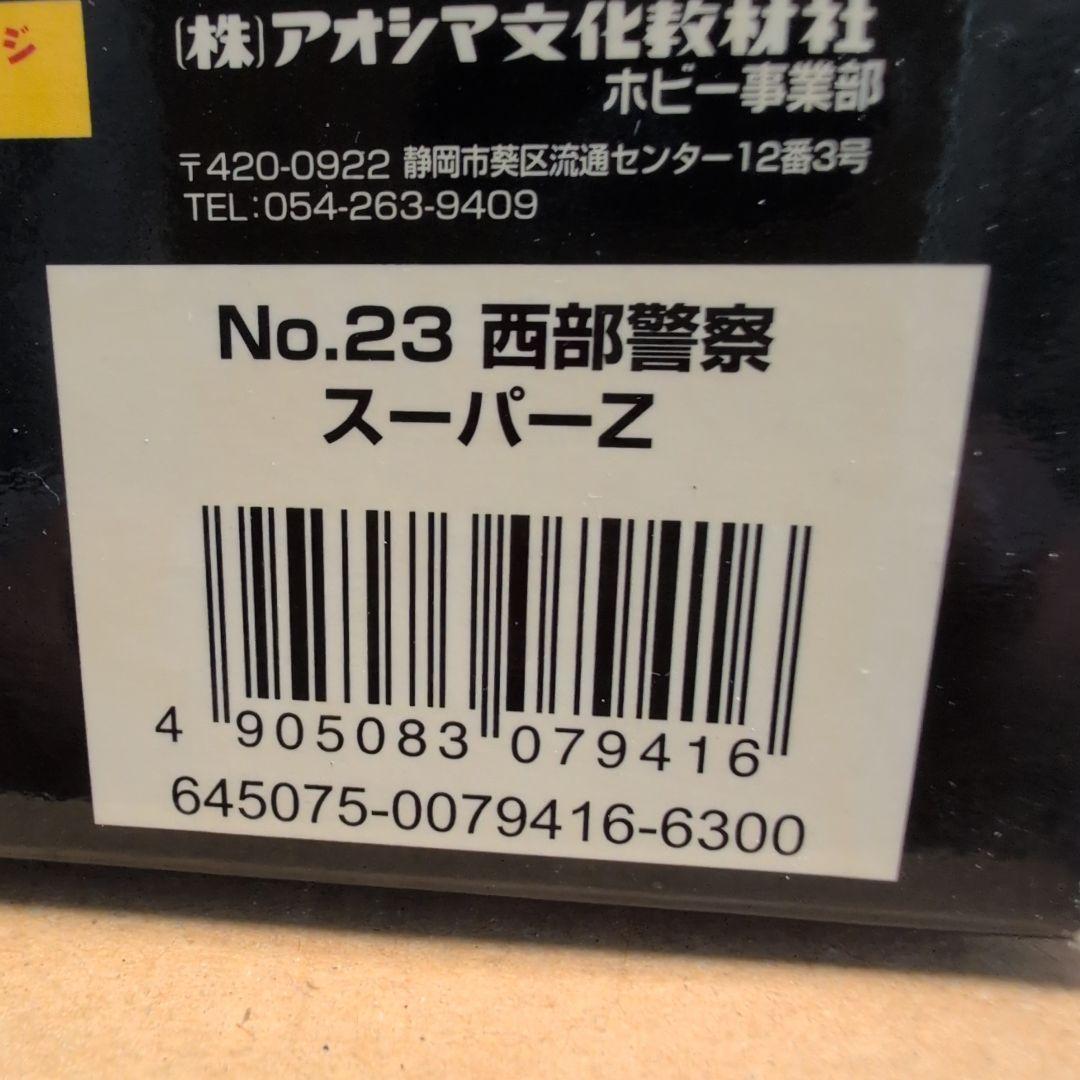 ジ
(株)アオシマ文化教材社
ホビー事業部
〒420-0922 静岡市葵区流通センター12番3号
TEL:054-263-9409
No.23 西部警察
スーパーZ
4 905083 079416
645075-0079416-6300